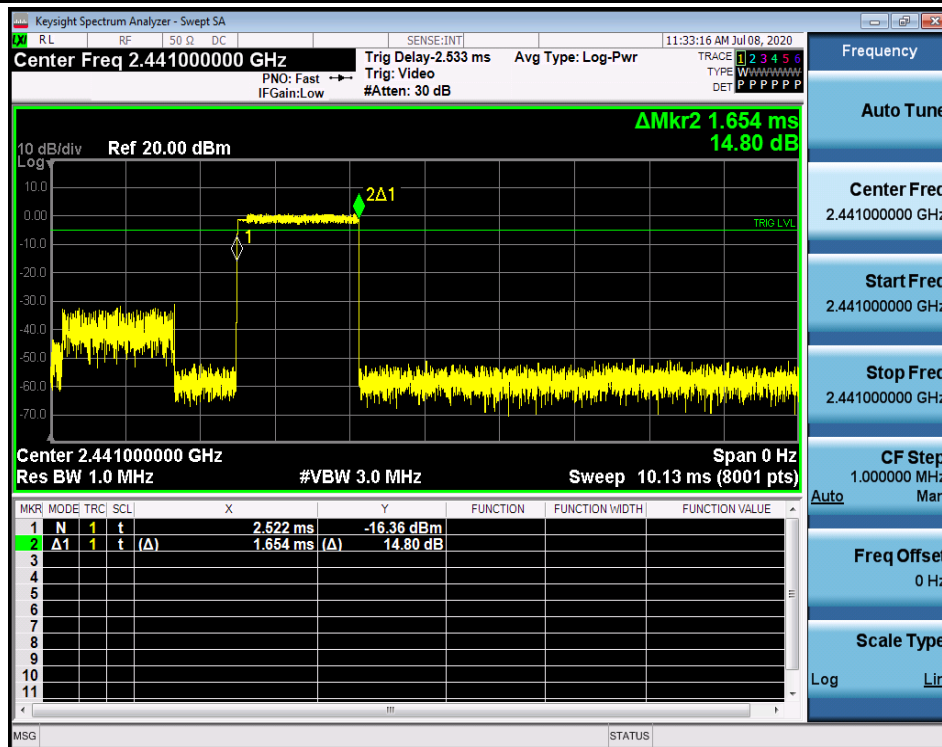 Keysight Spectrum Analyzer - Swept SA
LXI RL RF 50 Ω DC SENSE:INT 11:33:16 AM Jul 08, 2020
Center Freq 2.441000000 GHz
PNO: Fast
IFGain:Low
Trig Delay-2.533 ms
Trig: Video
#Atten: 30 dB
Avg Type: Log-Pwr
TRACE 1 2 3 4 5 6
TYPE WWWWWW
DET P P P P P P
ΔMkr2 1.654 ms
14.80 dB
10 dB/div Ref 20.00 dBm
Log
10.0
0.00
-10.0
-20.0
-30.0
-40.0
-50.0
-60.0
-70.0
2Δ1
1
TRIG LVL
Center 2.441000000 GHz Span 0 Hz
Res BW 1.0 MHz #VBW 3.0 MHz Sweep 10.13 ms (8001 pts)
MKR MODE TRC SCL X Y FUNCTION FUNCTION WIDTH FUNCTION VALUE
1 N 1 t 2.522 ms -16.36 dBm
2 Δ1 1 t (Δ) 1.654 ms (Δ) 14.80 dB
3
4
5
6
7
8
9
10
11
MSG STATUS
Frequency
Auto Tune
Center Freq
2.441000000 GHz
Start Freq
2.441000000 GHz
Stop Freq
2.441000000 GHz
CF Step
1.000000 MHz
Auto Man
Freq Offset
0 Hz
Scale Type
Log Lin